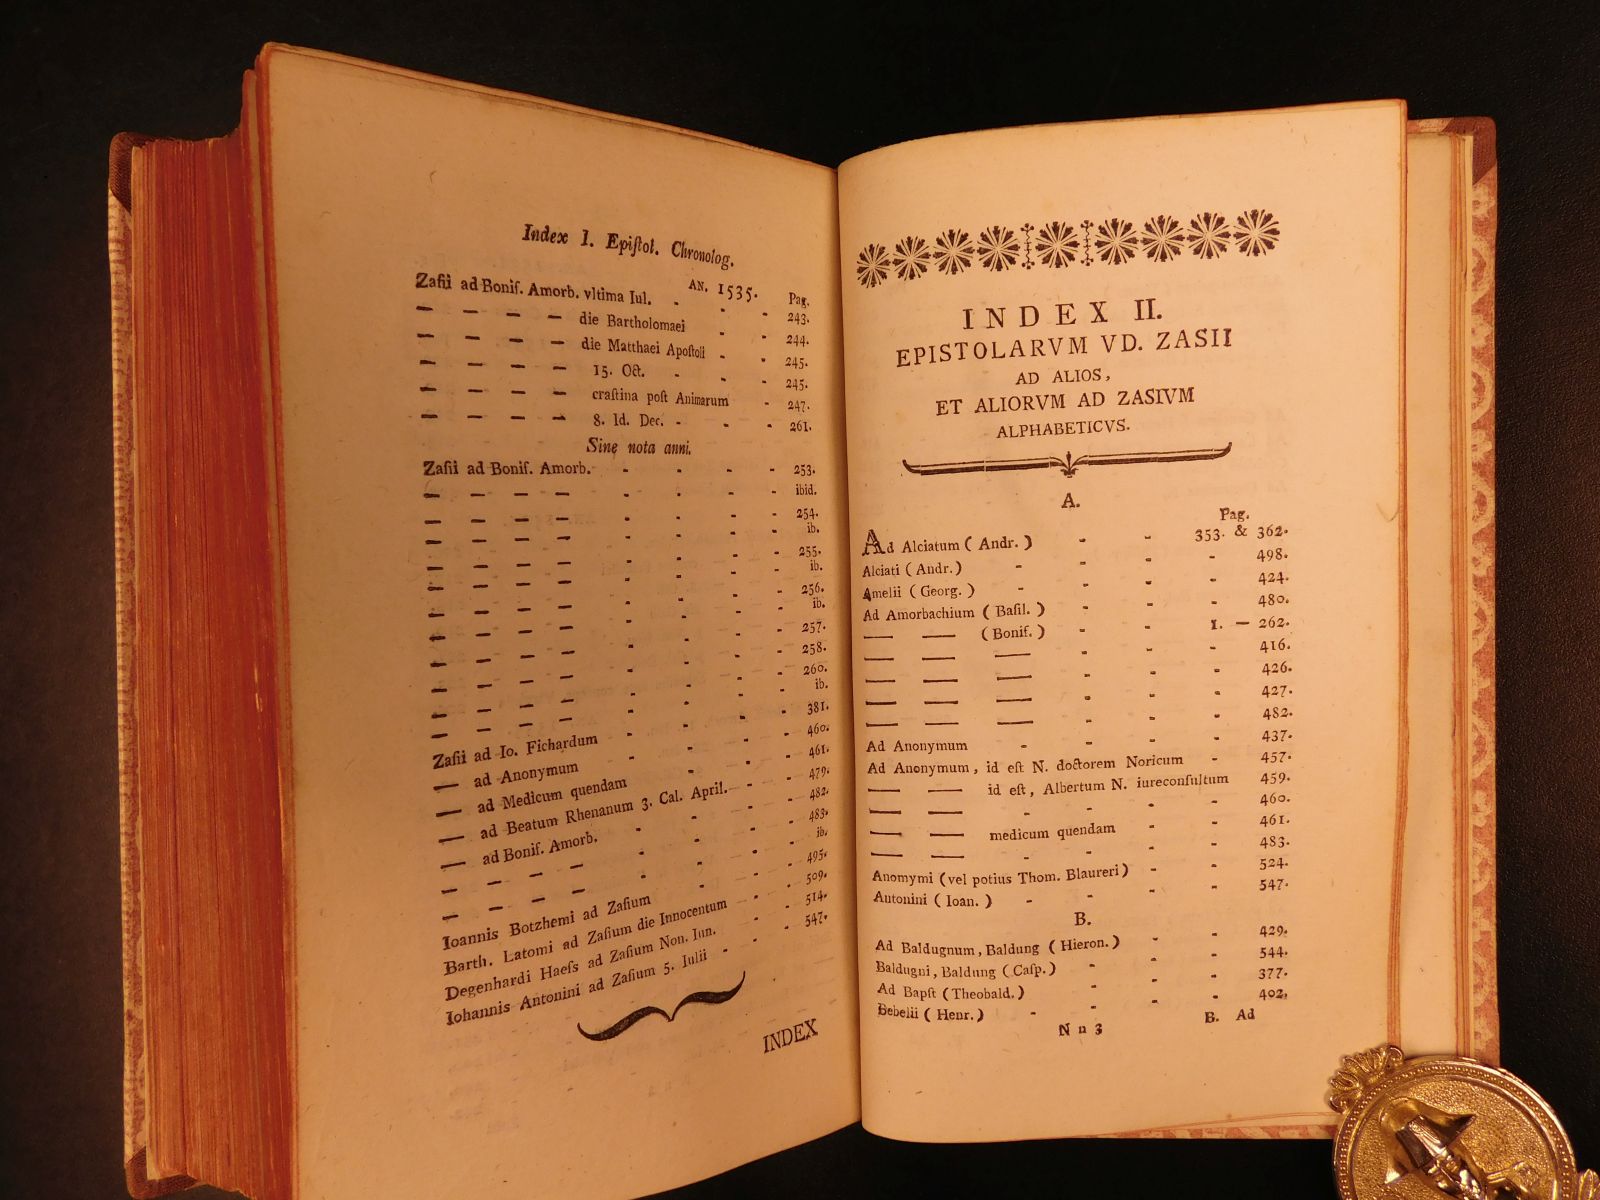 Index I. Epiſtol. Chronolog.
AN. 1535. Pag.
Zaſii ad Bonif. Amorb. vltima Iul. - - - 243.
— — — — die Bartholomaei - - 244.
— — — — die Matthaei Apoſtoli - - 245.
— — — — 15. Oct. - - - 245.
— — — — craſtina poſt Animarum - 247.
— — — — 8. Id. Dec. - - - 261.
Sine nota anni.
Zaſii ad Bonif. Amorb. - - - - 253.
— — — — - - - - ibid.
— — — — - - - - 254.
— — — — - - - - ib.
— — — — - - - - 255.
— — — — - - - - ib.
— — — — - - - - 256.
— — — — - - - - ib.
— — — — - - - - 257.
— — — — - - - - 258.
— — — — - - - - 260.
— — — — - - - - ib.
Zaſii ad Io. Fichardum - - - - 381.
— ad Anonymum - - - 460.
— ad Medicum quendam - - - 461.
— ad Beatum Rhenanum 3. Cal. April. - - 479.
— ad Bonif. Amorb. - - - 482.
— — — — - - - 483.
— — — — - - - ib.
Ioannis Botzhemi ad Zaſium - - - 495.
Barth. Latomi ad Zaſium die Innocentum - - 509.
Degenhardi Haeſs ad Zaſium Non. Iun. - - 514.
Iohannis Antonini ad Zaſium 5. Iulii - - - 547.
INDEX
INDEX II.
EPISTOLARVM VD. ZASII
AD ALIOS,
ET ALIORVM AD ZASIVM
ALPHABETICVS.
A.
Pag.
Ad Alciatum ( Andr. ) - - 353. & 362.
Alciati ( Andr. ) - - - 498.
Amelii ( Georg. ) - - - 424.
Ad Amorbachium ( Baſil. ) - - - 480.
— — ( Bonif. ) - - 1. — 262.
— — — - - - 416.
— — — - - - 426.
— — — - - - 427.
— — — - - - 482.
Ad Anonymum - - - - 437.
Ad Anonymum, id eſt N. doctorem Noricum - 457.
— — id eſt, Albertum N. iureconſultum 459.
— — - - - - 460.
— — medicum quendam - - 461.
— — - - - - 483.
Anomymi ( vel potius Thom. Blaureri ) - - 524.
Antonini ( Ioan. ) - - - - 547.
B.
Ad Baldugnum, Baldung ( Hieron. ) - - 429.
Baldugni, Baldung ( Caſp. ) - - - 544.
Ad Bapſt ( Theobald. ) - - - 377.
Bebelii ( Henr. ) - - - - 402.
N n 3 B. Ad